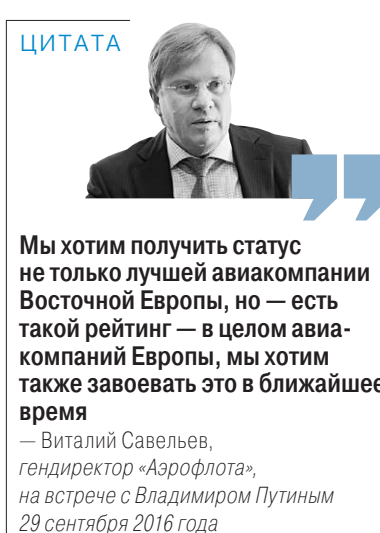 ЦИТАТА
Мы хотим получить статус
не только лучшей авиакомпании
Восточной Европы, но — есть
такой рейтинг — в целом авиа-
компаний Европы, мы хотим
также завоевать это в ближайшее
время
— Виталий Савельев,
гендиректор «Аэрофлота»,
на встрече с Владимиром Путиным
29 сентября 2016 года